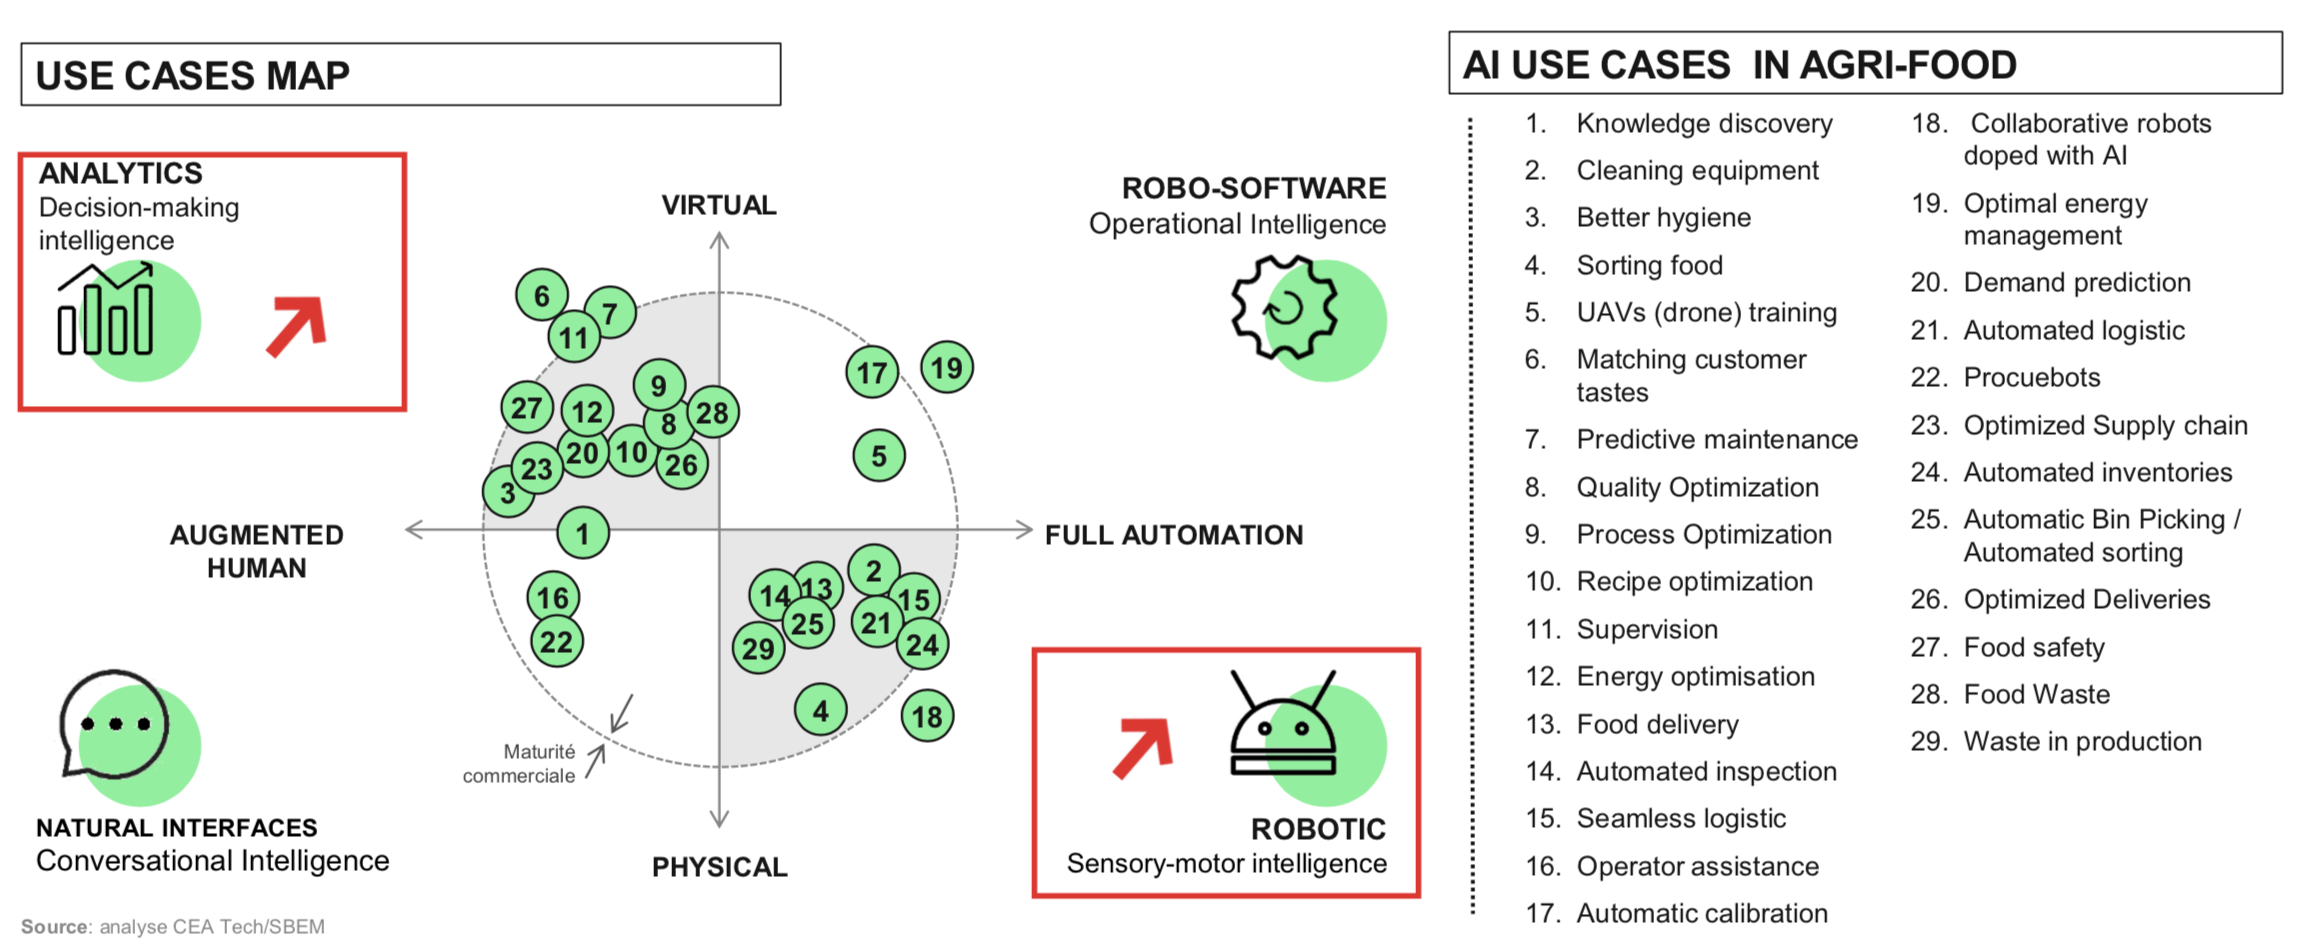 USE CASES MAP
ANALYTICS
Decision-making
intelligence
VIRTUAL
ROBO-SOFTWARE
Operational Intelligence
6
7
11
9
17
19
27
12
28
8
20
10
5
23
26
3
AUGMENTED
HUMAN
1
FULL AUTOMATION
2
16
14
13
15
25
21
22
29
24
4
18
Maturité
commerciale
NATURAL INTERFACES
Conversational Intelligence
PHYSICAL
ROBOTIC
Sensory-motor intelligence
Source: analyse CEA Tech/SBEM
AI USE CASES IN AGRI-FOOD
1. Knowledge discovery
2. Cleaning equipment
3. Better hygiene
4. Sorting food
5. UAVs (drone) training
6. Matching customer
tastes
7. Predictive maintenance
8. Quality Optimization
9. Process Optimization
10. Recipe optimization
11. Supervision
12. Energy optimisation
13. Food delivery
14. Automated inspection
15. Seamless logistic
16. Operator assistance
17. Automatic calibration
18. Collaborative robots
doped with AI
19. Optimal energy
management
20. Demand prediction
21. Automated logistic
22. Procuebots
23. Optimized Supply chain
24. Automated inventories
25. Automatic Bin Picking /
Automated sorting
26. Optimized Deliveries
27. Food safety
28. Food Waste
29. Waste in production